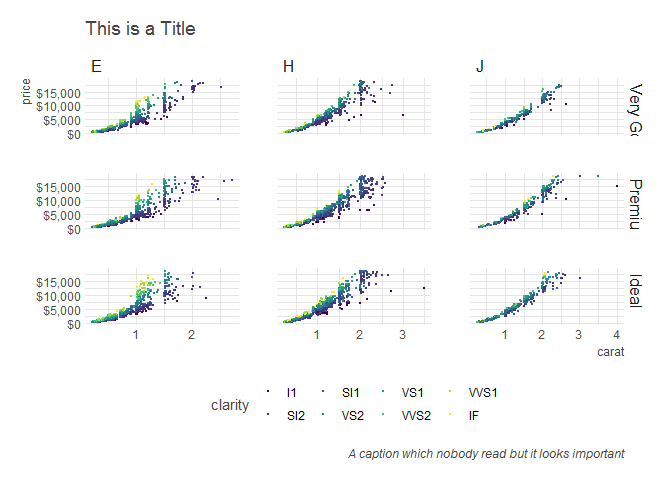 This is a Title
E H J
price
$15,000
$10,000
$5,000
$0
Very Go
$15,000
$10,000
$5,000
$0
Premiu
$15,000
$10,000
$5,000
$0
Ideal
1 2 1 2 3 1 2 3 4
carat
clarity
I1 SI1 VS1 VVS1
SI2 VS2 VVS2 IF
A caption which nobody read but it looks important